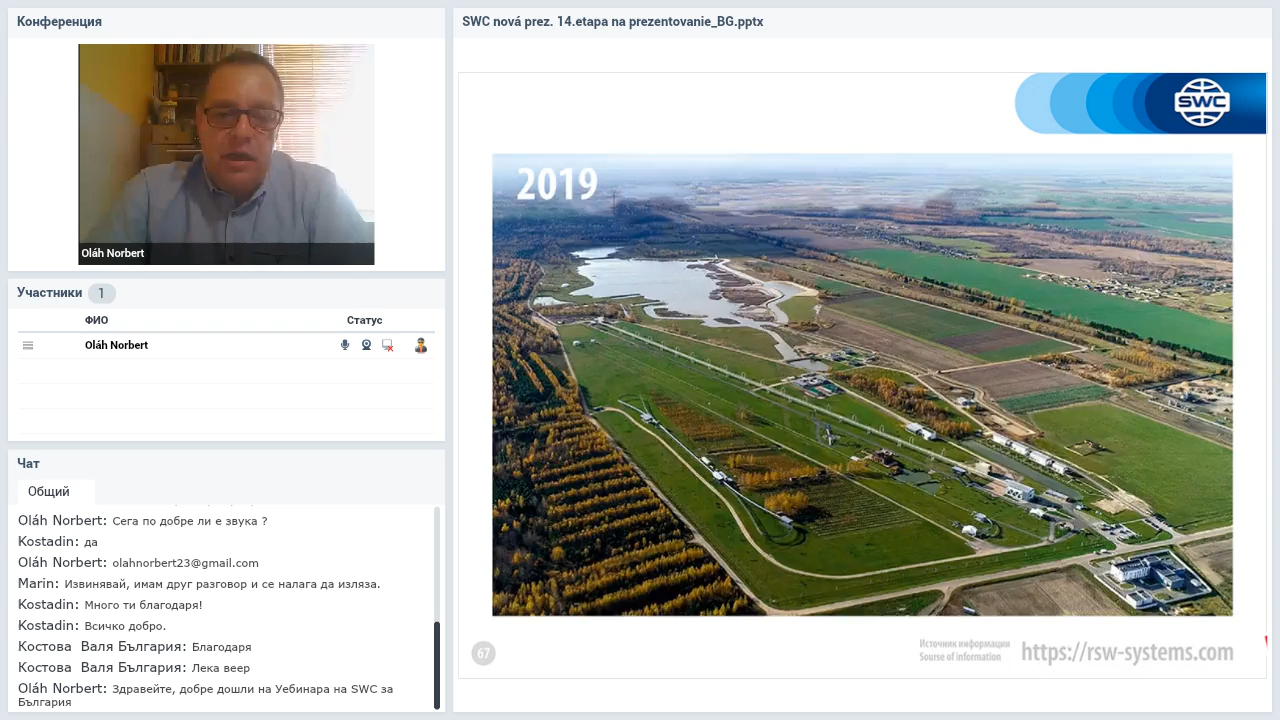 Конференция
Oláh Norbert
Участники 1
ФИО Статус
Oláh Norbert
Чат
Общий
Oláh Norbert: Сега по добре ли е звука ?
Kostadin: да
Oláh Norbert: olahnorbert23@gmail.com
Marin: Извинявай, имам друг разговор и се налага да изляза.
Kostadin: Много ти благодаря!
Kostadin: Всичко добро.
Костова Валя България: Благодаря
Костова Валя България: Лека веер
Oláh Norbert: Здравейте, добре дошли на Уебинара на SWC за
България
SWC nová prez. 14.etapa na prezentovanie_BG.pptx
SWC
2019
67
Источник информации
Sourse of information
https://rsw-systems.com